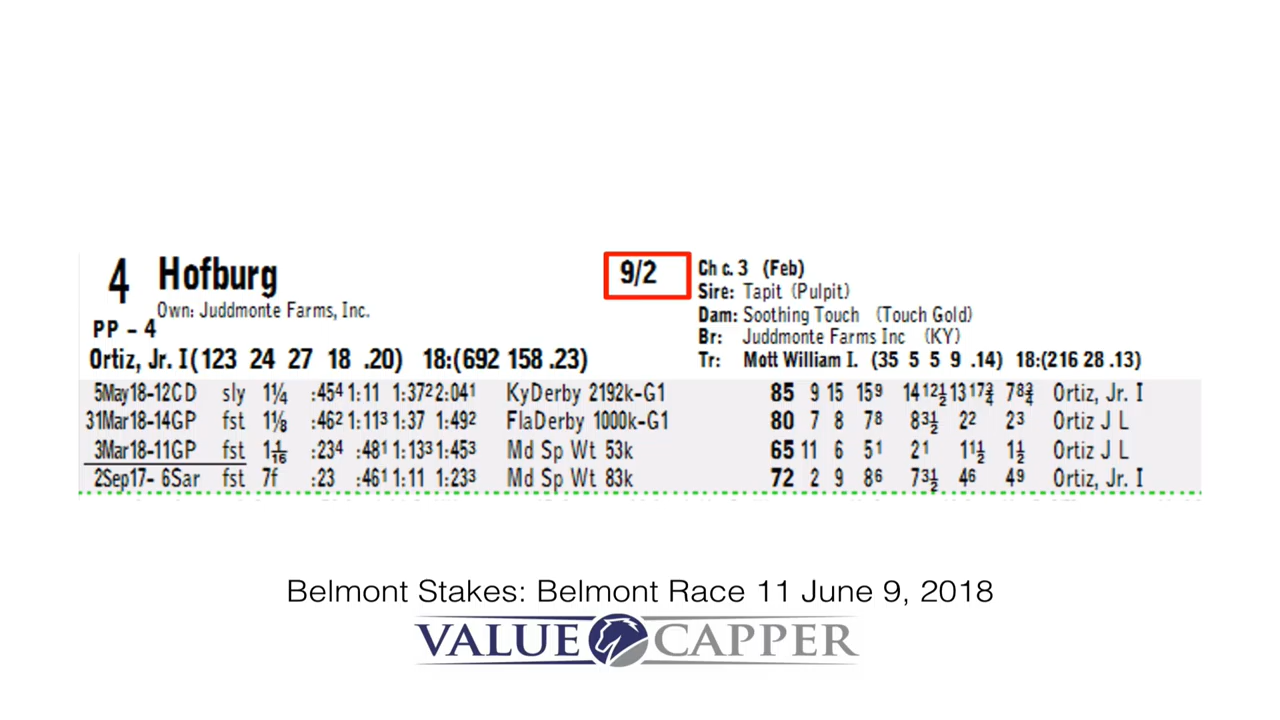 4 Hofburg 9/2 Ch c. 3 (Feb)
Own: Juddmonte Farms, Inc. Sire: Tapit (Pulpit)
PP - 4 Dam: Soothing Touch (Touch Gold)
Br: Juddmonte Farms Inc (KY)
Ortiz, Jr. I(123 24 27 18 .20) 18:(692 158 .23) Tr: Mott William I. (35 5 5 9 .14) 18:(216 28 .13)
5May18-12CD sly 1¼ :45⁴ 1:11 1:37² 2:04¹ KyDerby 2192k-G1 85 9 15 15⁹ 14¹²½ 13¹⁷¾ 7⁸¾ Ortiz, Jr. I
31Mar18-14GP fst 1⅛ :46² 1:11³ 1:37 1:49² FlaDerby 1000k-G1 80 7 8 7⁸ 8³½ 2² 2³ Ortiz J L
3Mar18-11GP fst 1 1/16 :23⁴ :48¹ 1:13³ 1:45³ Md Sp Wt 53k 65 11 6 5¹ 2¹ 1¹½ 1½ Ortiz J L
2Sep17- 6Sar fst 7f :23 :46¹ 1:11 1:23³ Md Sp Wt 83k 72 2 9 8⁶ 7³½ 4⁶ 4⁹ Ortiz, Jr. I
Belmont Stakes: Belmont Race 11 June 9, 2018
VALUE CAPPER